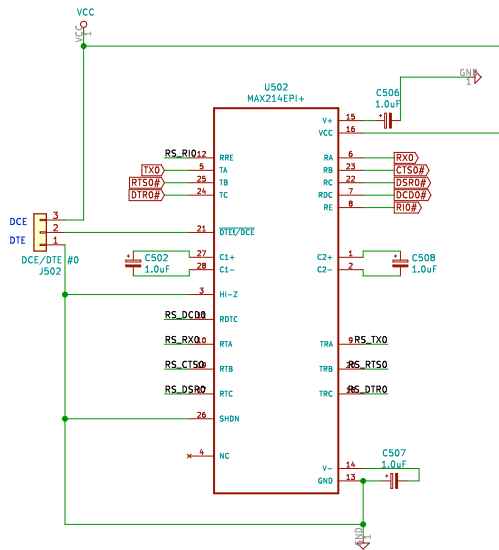 VCC
VCC 1
U502
MAX214EPI+
GND 1
C506
1.0uF
V+ 15
VCC 16
RS_RI0 12 RRE
RA 6 RX0
TX0 5 TA
RB 23 CTS0#
RTS0# 25 TB
RC 22 DSR0#
DTR0# 24 TC
RDC 7 DCD0#
RE 8 RI0#
DCE 3
2
DTE 1
21 DTE/DCE
DCE/DTE #0
J502
C502
1.0uF
27 C1+
28 C1-
C2+ 1
C2- 2
C508
1.0uF
3 HI-Z
RS_DCD0 RDTC
RS_RX0 10 RTA
TRA 9 RS_TX0
RS_CTS0 RTB
TRB RS_RTS0
RS_DSR0 RTC
TRC RS_DTR0
26 SHDN
4 NC
C507
1.0uF
V- 14
GND 13
GND 1